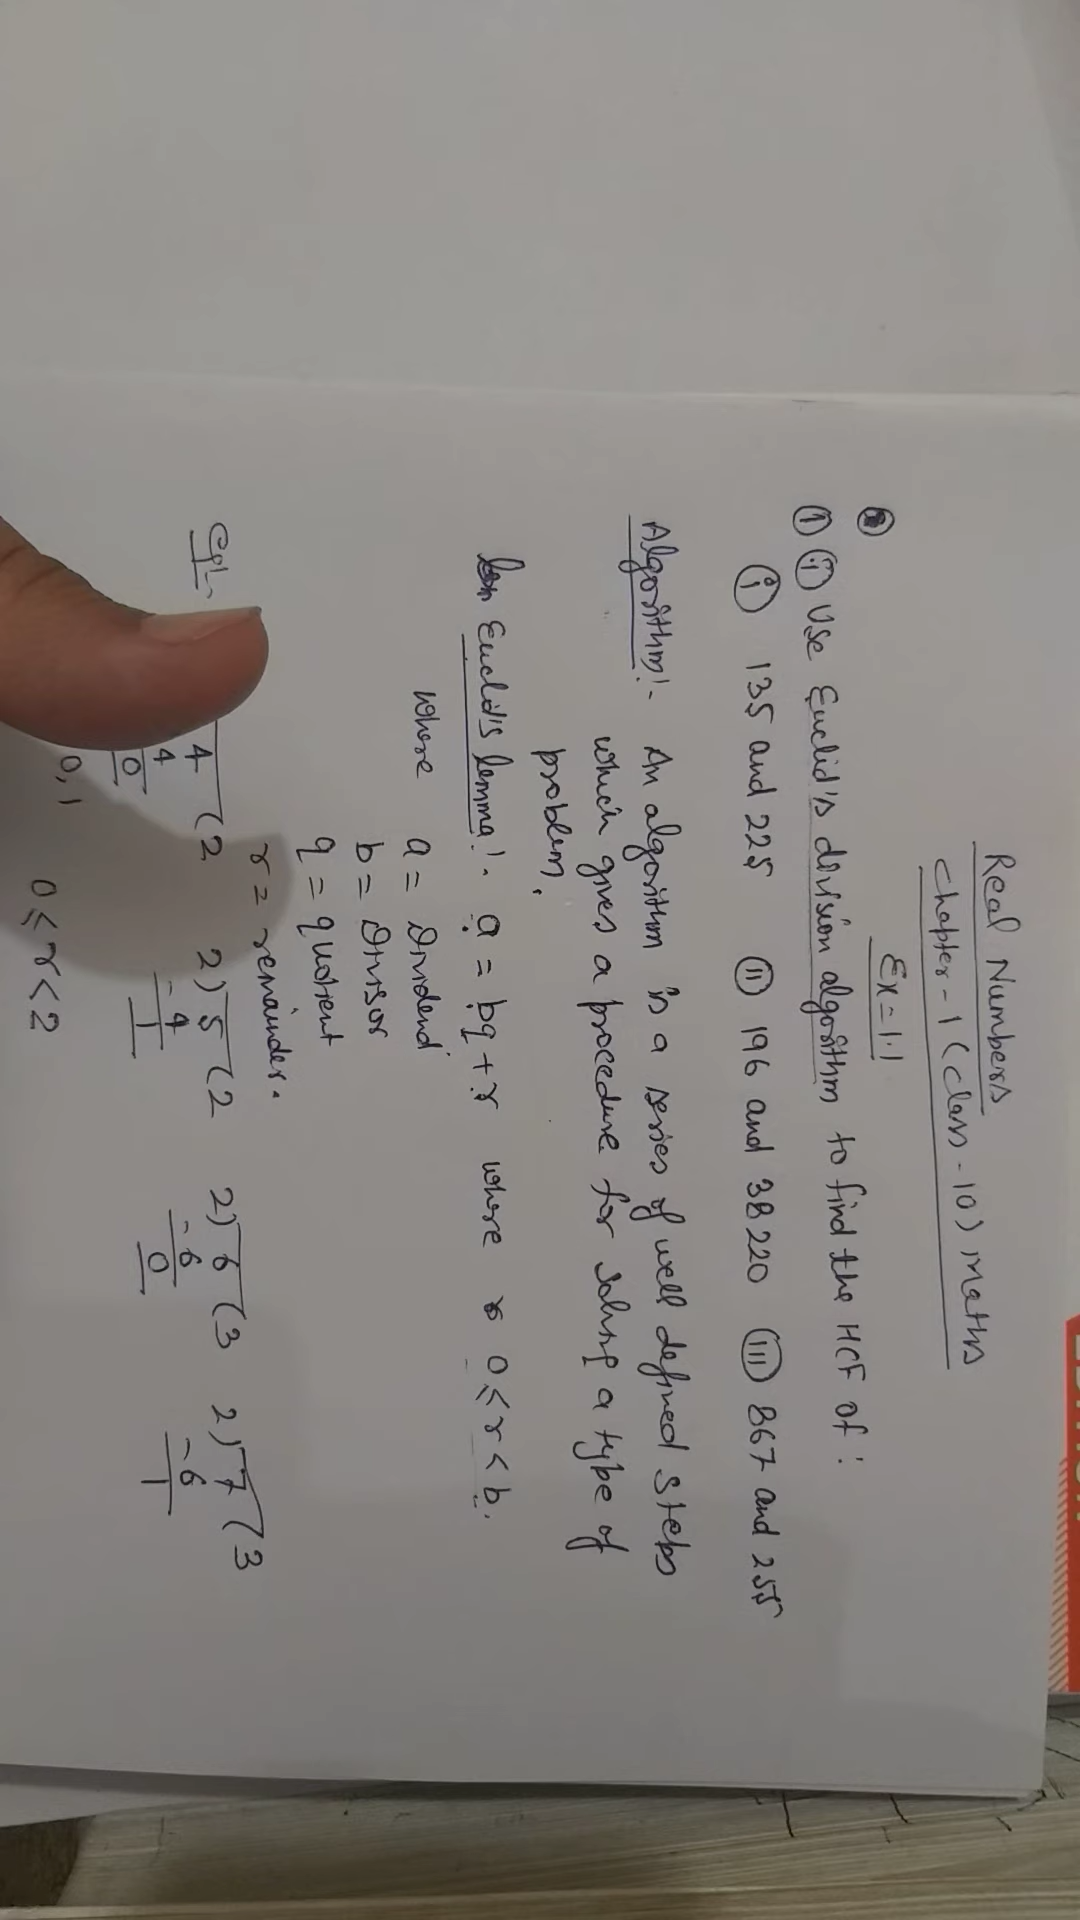 Real Numbers
Chapter - 1 (Class - 10) Maths
Ex = 1.1
① ① Use Euclid's division algorithm to find the HCF of :
ⓘ 135 and 225 ⓘⓘ 196 and 38220 ⓘⓘⓘ 867 and 255
Algorithm:- An algorithm is a series of well defined steps
which gives a procedure for solving a type of
problem.
Euclid's lemma:- a = bq + r where 0 ≤ r < b.
where a = Dividend
b = Divisor
q = quotient
r = remainder.
4 (2 2) 5 (2 2) 6 (3 2) 7 (3
4 - 4 - 6 - 6
0 1 0 1
0, 1 0 ≤ r < 2